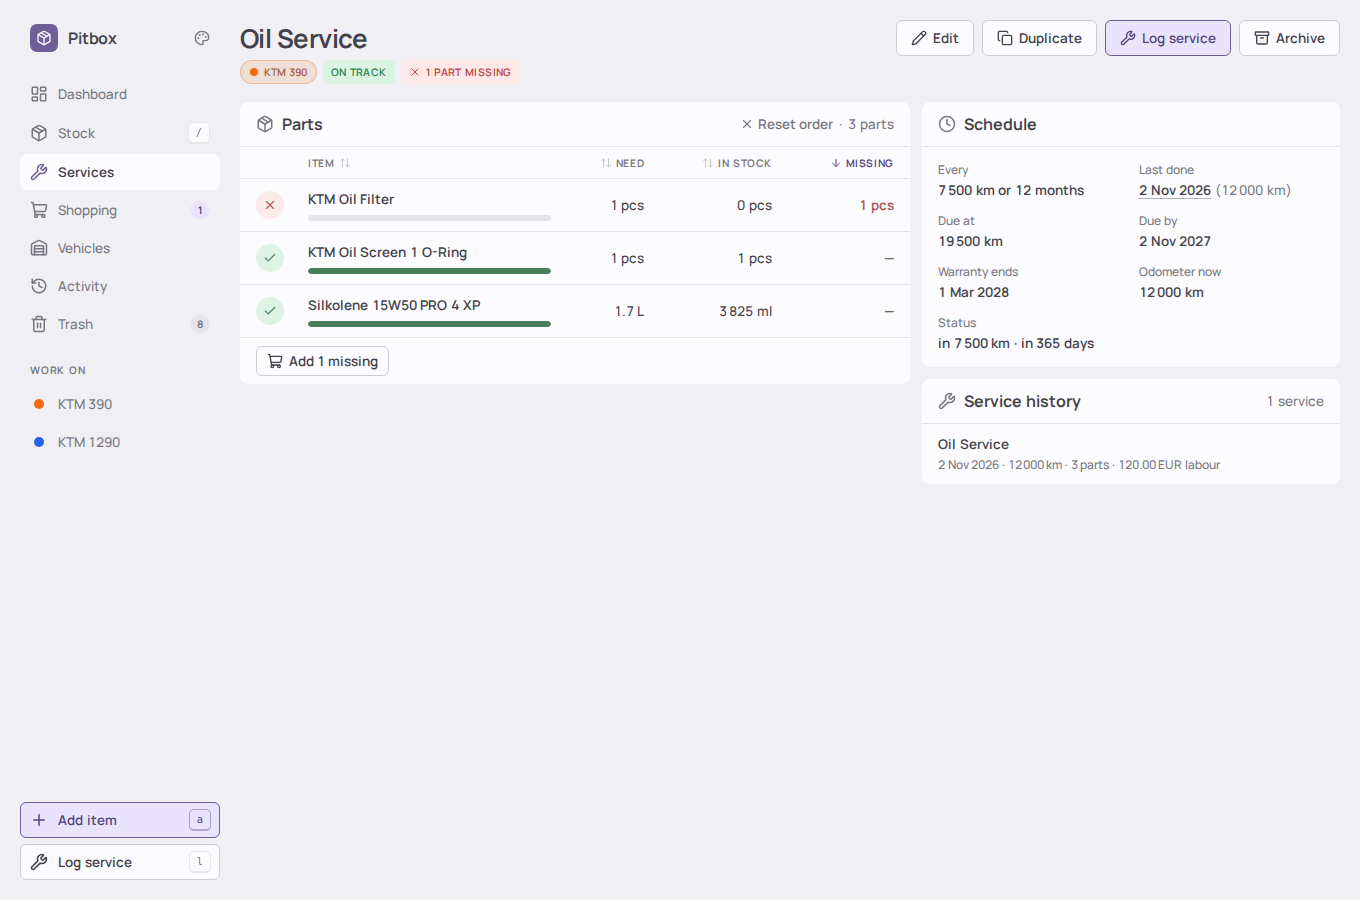 Pitbox
Dashboard
Stock /
Services
Shopping 1
Vehicles
Activity
Trash 8
WORK ON
KTM 390
KTM 1290
Add item a
Log service l
Oil Service
Edit Duplicate Log service Archive
KTM 390 ON TRACK 1 PART MISSING
Parts Reset order · 3 parts
ITEM NEED IN STOCK MISSING
KTM Oil Filter 1 pcs 0 pcs 1 pcs
KTM Oil Screen 1 O-Ring 1 pcs 1 pcs –
Silkolene 15W50 PRO 4 XP 1.7 L 3 825 ml –
Add 1 missing
Schedule
Every Last done
7 500 km or 12 months 2 Nov 2026 (12 000 km)
Due at Due by
19 500 km 2 Nov 2027
Warranty ends Odometer now
1 Mar 2028 12 000 km
Status
in 7 500 km · in 365 days
Service history 1 service
Oil Service
2 Nov 2026 · 12 000 km · 3 parts · 120.00 EUR labour